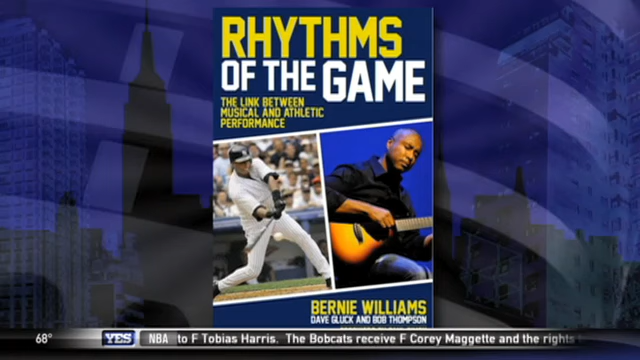 RHYTHMS
OF THE GAME
THE LINK BETWEEN
MUSICAL AND ATHLETIC
PERFORMANCE
BERNIE WILLIAMS
DAVE GLUCK AND BOB THOMPSON
68° YES NBA to F Tobias Harris. The Bobcats receive F Corey Maggette and the rights